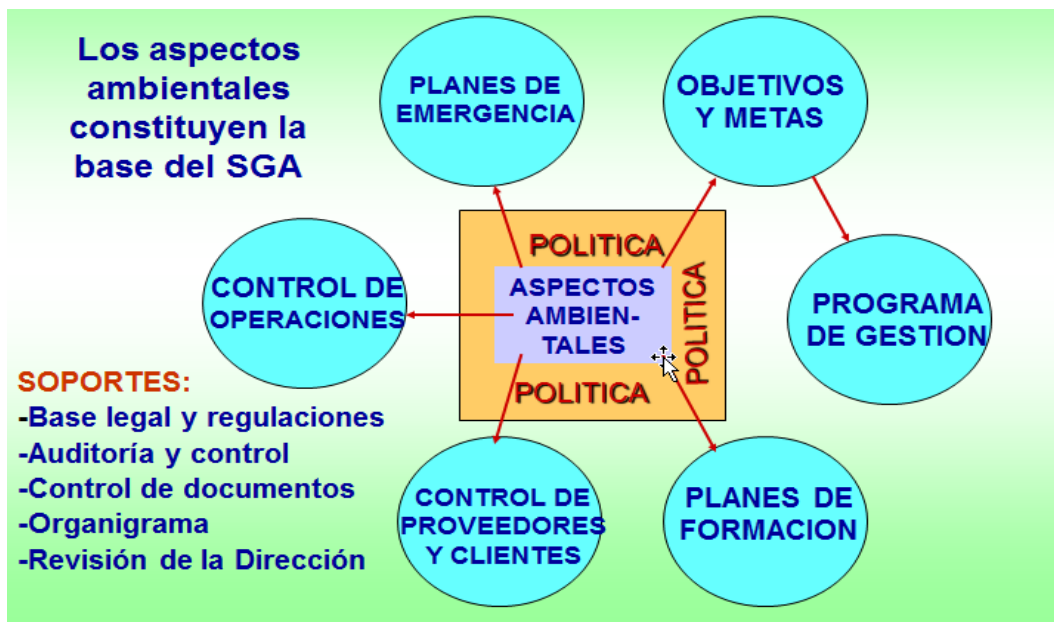 Los aspectos
ambientales
constituyen la
base del SGA
PLANES DE
EMERGENCIA
OBJETIVOS
Y METAS
CONTROL DE
OPERACIONES
POLITICA
ASPECTOS
AMBIEN-
TALES
POLITICA
POLITICA
PROGRAMA
DE GESTION
SOPORTES:
-Base legal y regulaciones
-Auditoría y control
-Control de documentos
-Organigrama
-Revisión de la Dirección
CONTROL DE
PROVEEDORES
Y CLIENTES
PLANES DE
FORMACION